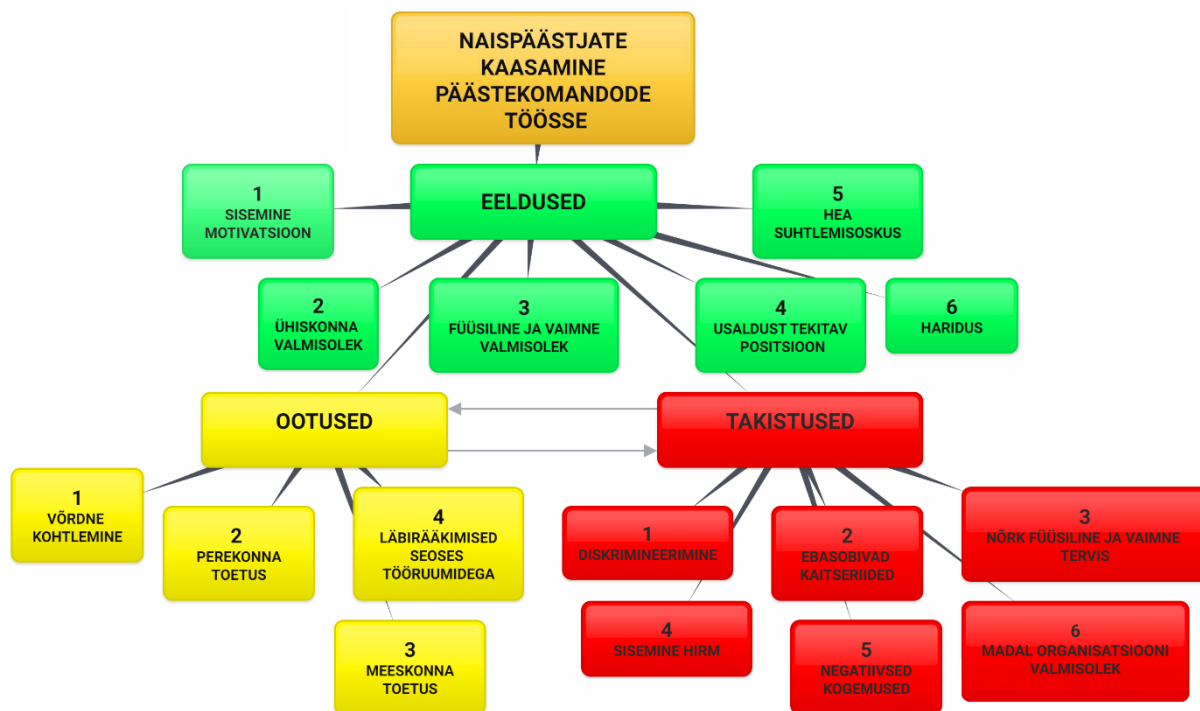 NAISPÄÄSTJATE
KAASAMINE
PÄÄSTEKOMANDODE
TÖÖSSE
EELDUSED
1
SISEMINE
MOTIVATSIOON
5
HEA
SUHTLEMISOSKUS
2
ÜHISKONNA
VALMISOLEK
3
FÜÜSILINE JA VAIMNE
VALMISOLEK
4
USALDUST TEKITAV
POSITSIOON
6
HARIDUS
OOTUSED
1
VÕRDNE
KOHTLEMINE
2
PEREKONNA
TOETUS
4
LÄBIRÄÄKIMISED
SEOSES
TÖÖRUUMIDEGA
3
MEESKONNA
TOETUS
TAKISTUSED
1
DISKRIMINEERIMINE
2
EBASOBIVAD
KAITSERIIDED
3
NÕRK FÜÜSILINE JA VAIMNE
TERVIS
4
SISEMINE HIRM
5
NEGATIIVSED
KOGEMUSED
6
MADAL ORGANISATSIOONI
VALMISOLEK